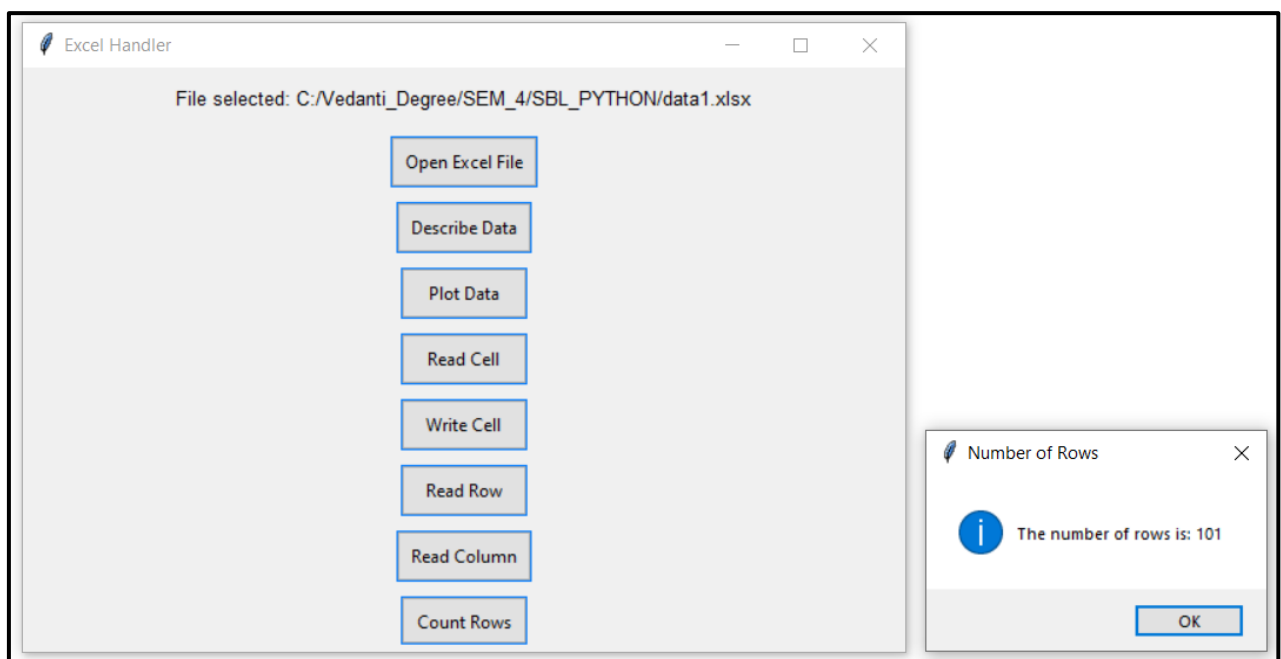 Excel Handler
File selected: C:/Vedanti_Degree/SEM_4/SBL_PYTHON/data1.xlsx
Open Excel File
Describe Data
Plot Data
Read Cell
Write Cell
Read Row
Read Column
Count Rows
Number of Rows
The number of rows is: 101
OK